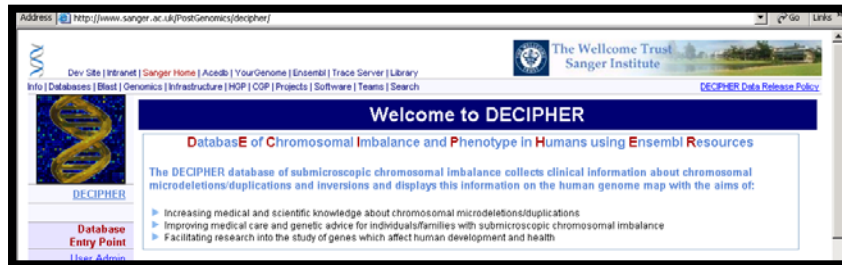 Address http://www.sanger.ac.uk/PostGenomics/decipher/ Go Links
The Wellcome Trust
Sanger Institute
Dev Site | Intranet | Sanger Home | Acedb | YourGenome | Ensembl | Trace Server | Library
Info | Databases | Blast | Genomics | Infrastructure | HGP | CGP | Projects | Software | Teams | Search
DECIPHER Data Release Policy
Welcome to DECIPHER
DatabasE of Chromosomal Imbalance and Phenotype in Humans using Ensembl Resources
The DECIPHER database of submicroscopic chromosomal imbalance collects clinical information about chromosomal
microdeletions/duplications and inversions and displays this information on the human genome map with the aims of:
DECIPHER
Increasing medical and scientific knowledge about chromosomal microdeletions/duplications
Improving medical care and genetic advice for individuals/families with submicroscopic chromosomal imbalance
Facilitating research into the study of genes which affect human development and health
Database
Entry Point
User Admin